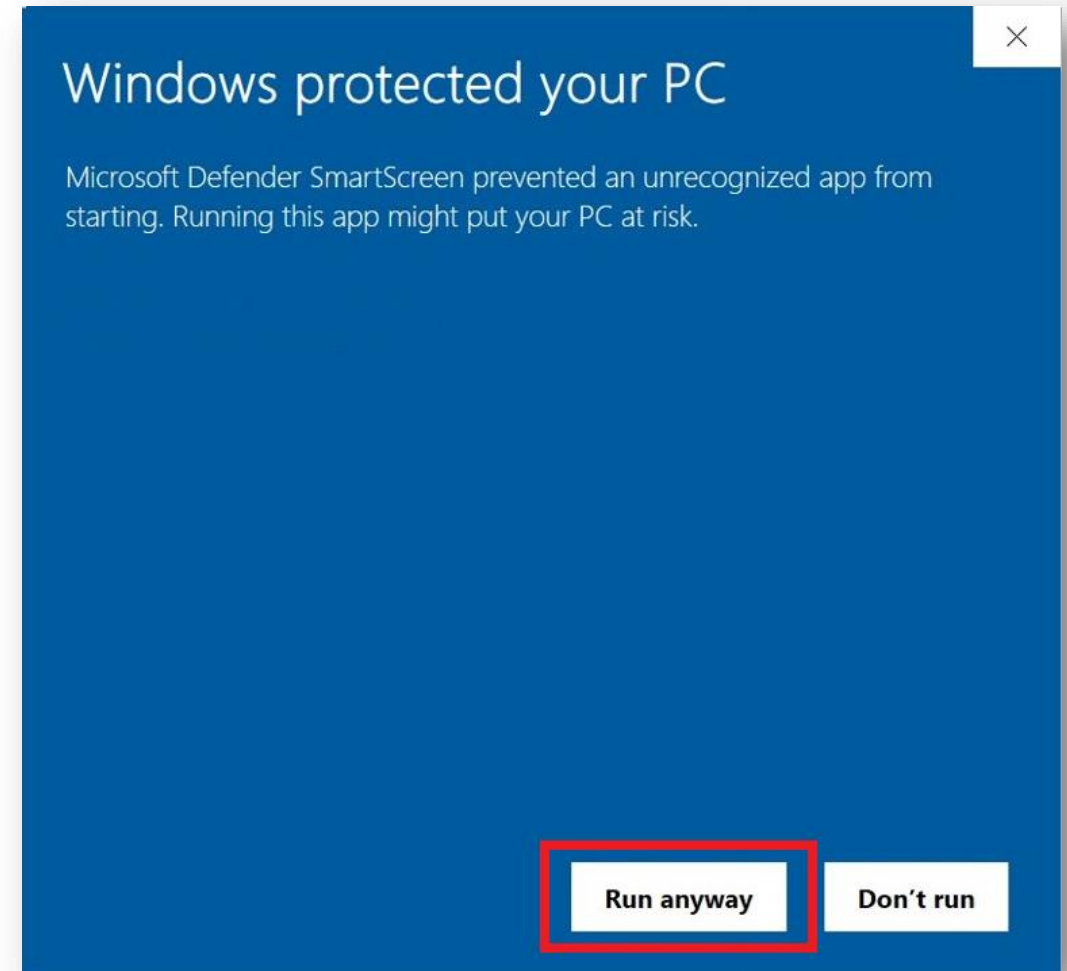 Windows protected your PC
Microsoft Defender SmartScreen prevented an unrecognized app from
starting. Running this app might put your PC at risk.
Run anyway
Don’t run